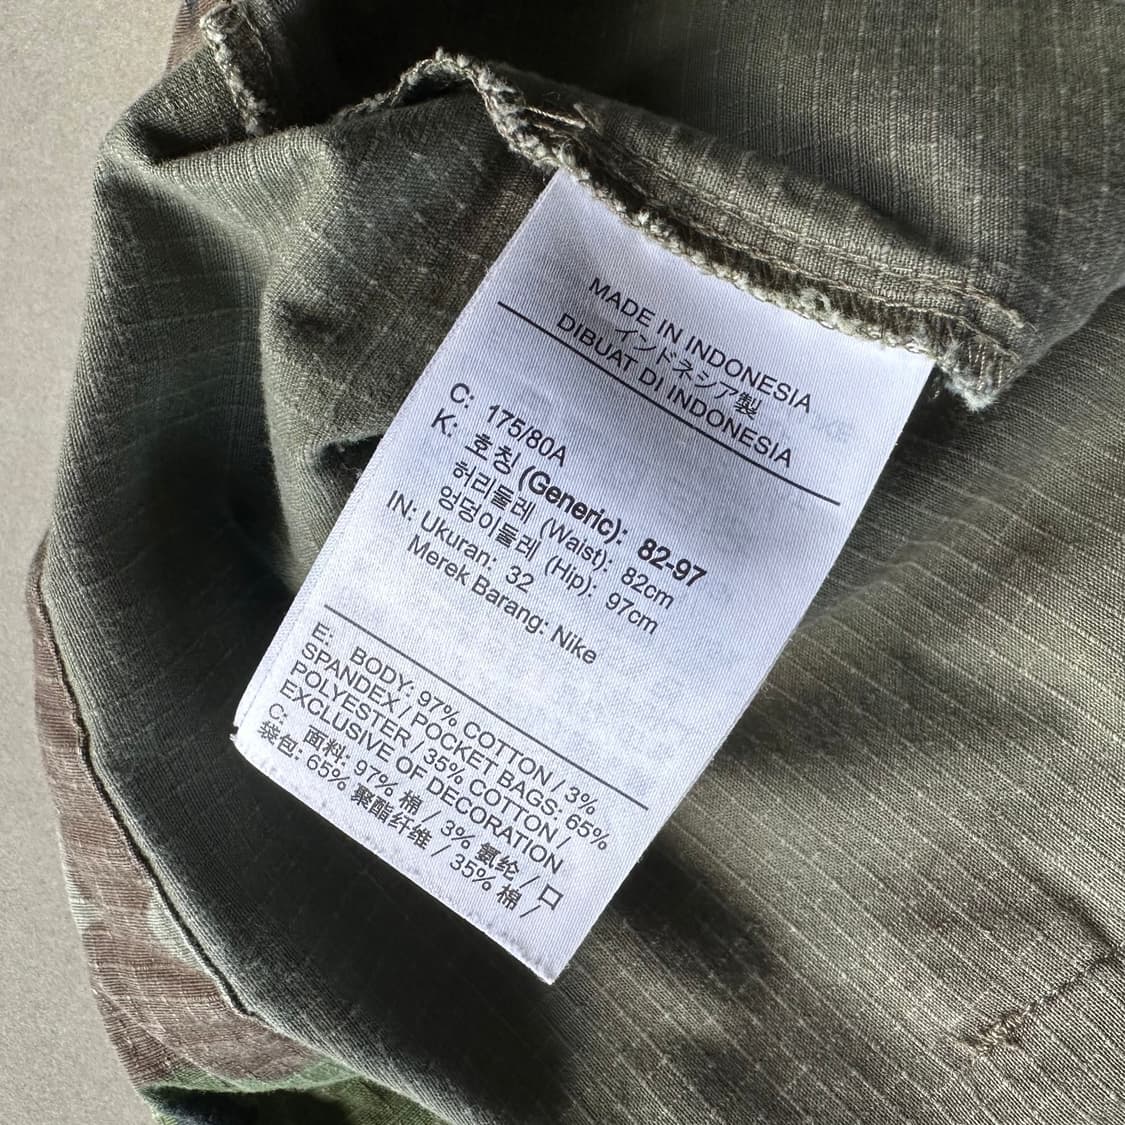 MADE IN INDONESIA
インドネシア製
DIBUAT DI INDONESIA
C: 175/80A
K: 호칭 (Generic): 82-97
허리둘레 (Waist): 82cm
엉덩이둘레 (Hip): 97cm
IN: Ukuran: 32
Merek Barang: Nike
E: BODY: 97% COTTON / 3%
SPANDEX / POCKET BAGS: 65%
POLYESTER / 35% COTTON /
EXCLUSIVE OF DECORATION
C: 面料: 97% 棉 / 3% 氨纶 / 口
袋包: 65% 聚酯纤维 / 35% 棉 /